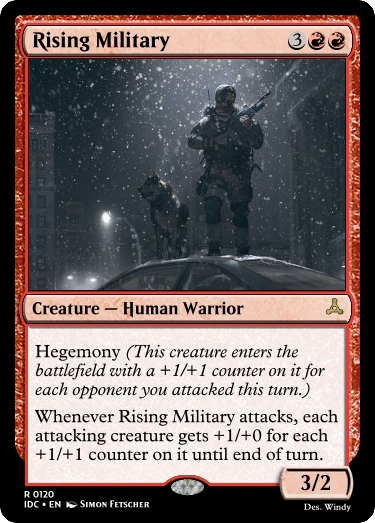 Rising Military 3
Creature — Human Warrior
Hegemony (This creature enters the
battlefield with a +1/+1 counter on it for
each opponent you attacked this turn.)
Whenever Rising Military attacks, each
attacking creature gets +1/+0 for each
+1/+1 counter on it until end of turn.
3/2
R 0120
IDC • EN Simon Fetscher
Des. Windy